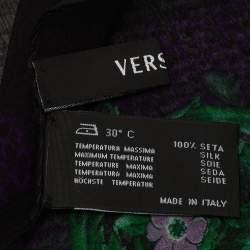 VERS
30° C
TEMPERATURA MASSIMA 100% SETA
MAXIMUM TEMPERATURE SILK
TEMPERATURE MAXIMA SOIE
TEMPERATURA MAXIMA SEDA
HÖCHSTE TEMPERATUR SEIDE
MADE IN ITALY